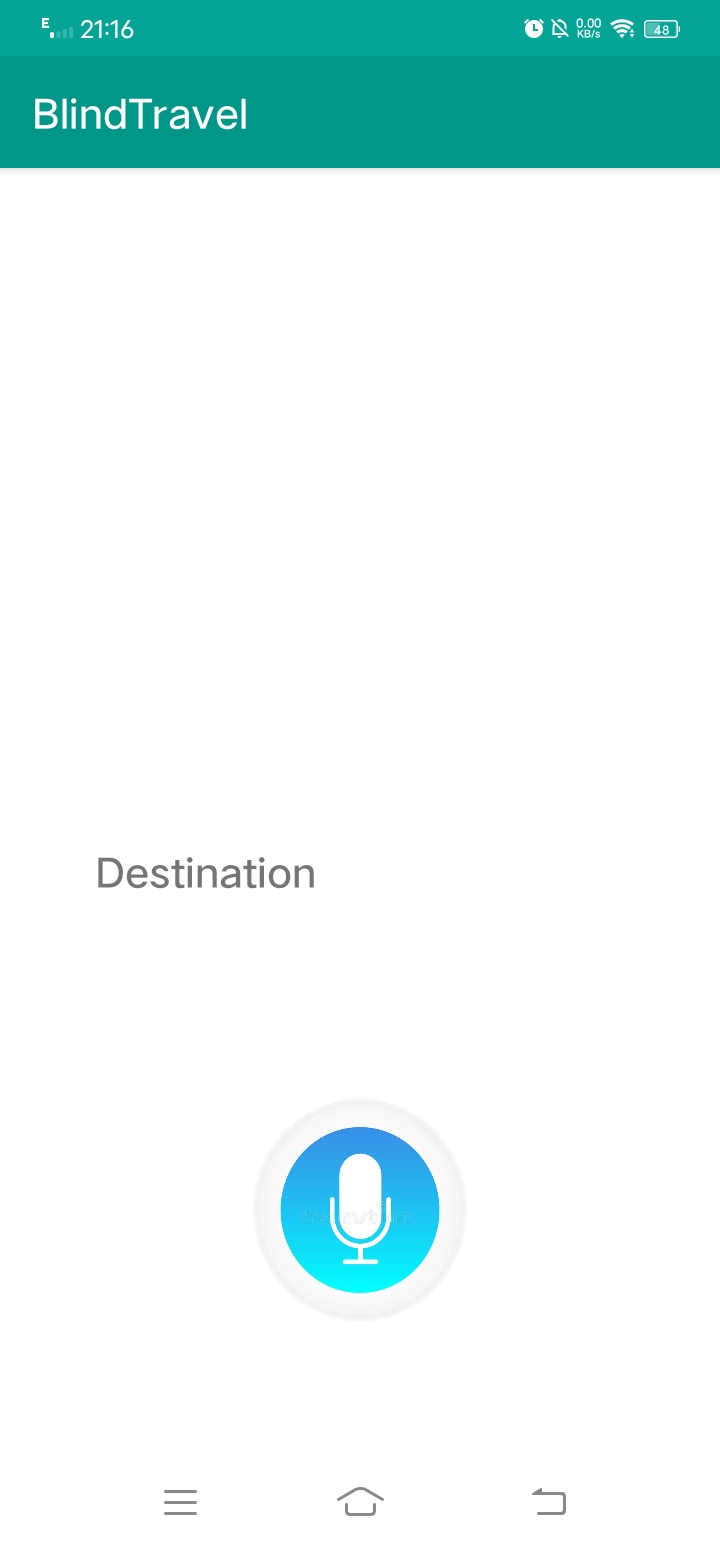 E 21:16 0.00 KB/s 48
BlindTravel
Destination